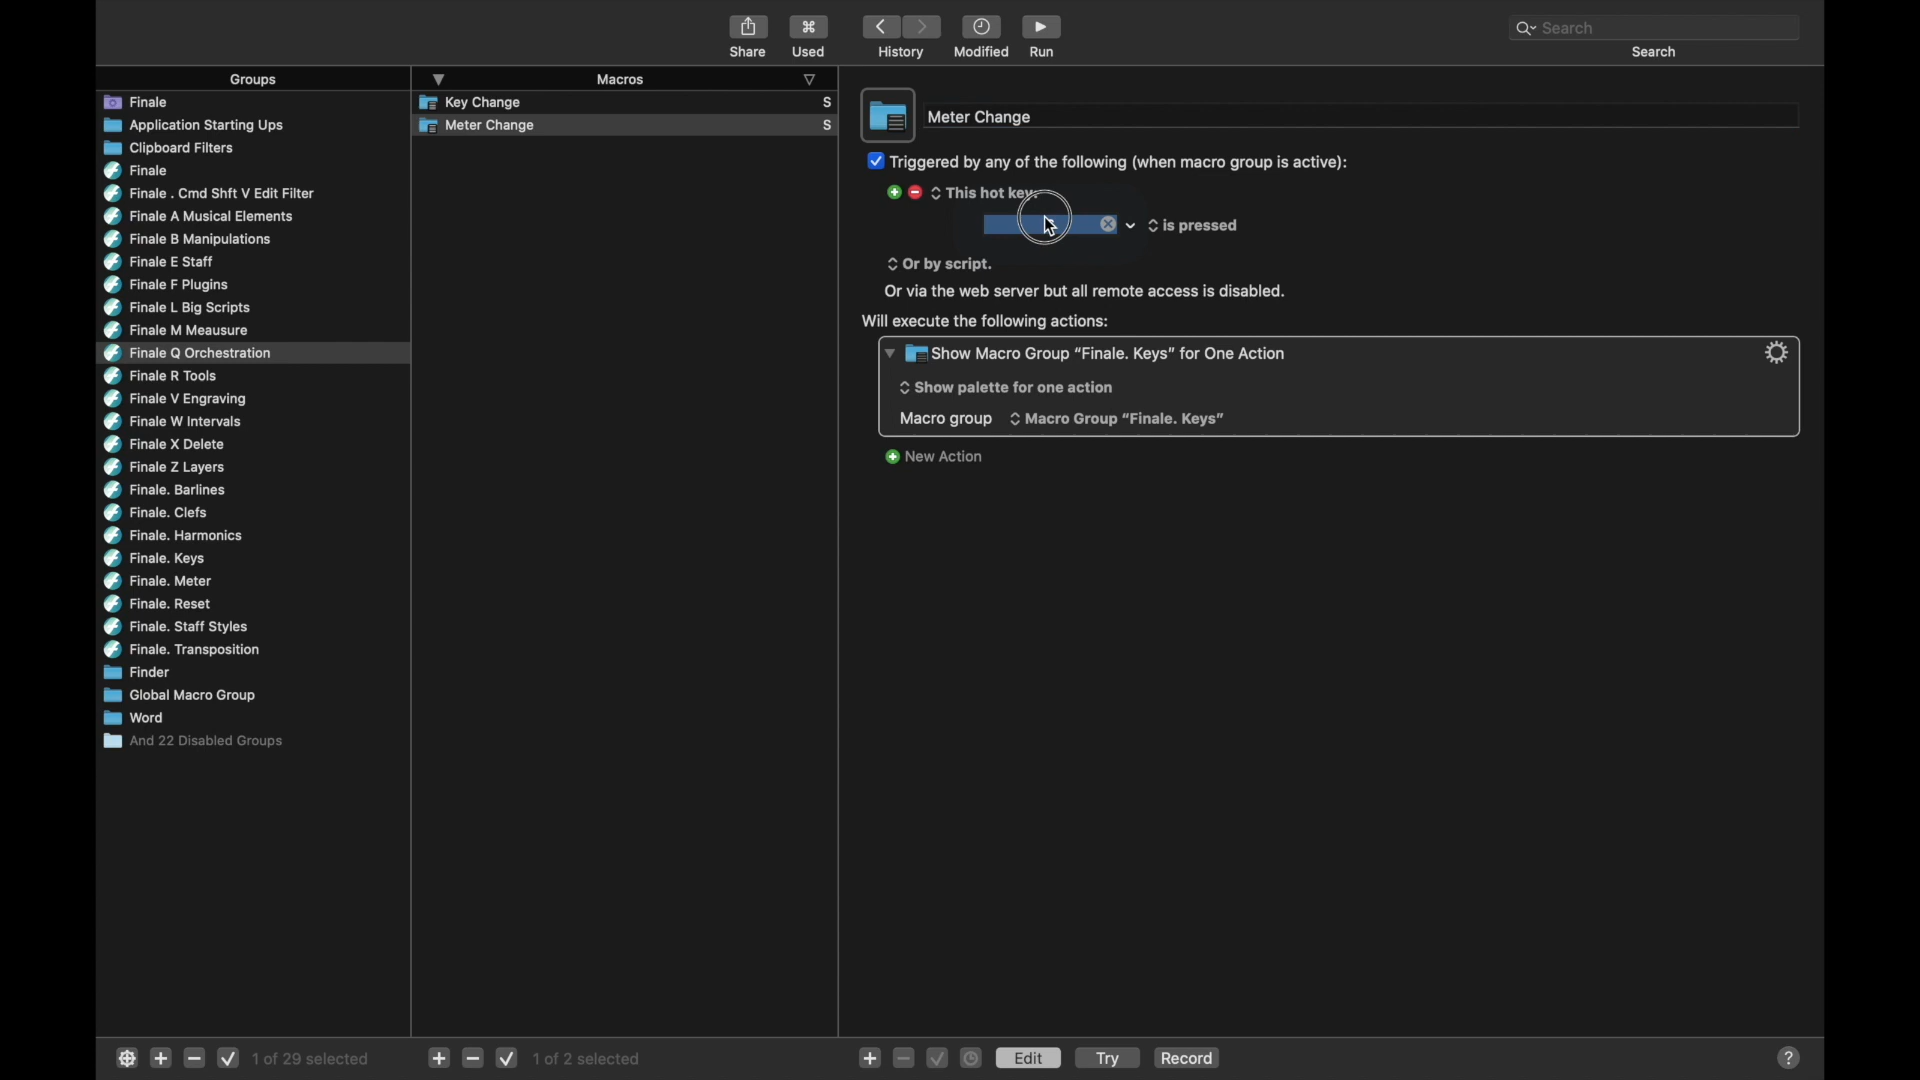 Share
Used
History
Modified
Run
Search
Search
Groups
Finale
Application Starting Ups
Clipboard Filters
Finale
Finale . Cmd Shft V Edit Filter
Finale A Musical Elements
Finale B Manipulations
Finale E Staff
Finale F Plugins
Finale L Big Scripts
Finale M Meausure
Finale Q Orchestration
Finale R Tools
Finale V Engraving
Finale W Intervals
Finale X Delete
Finale Z Layers
Finale. Barlines
Finale. Clefs
Finale. Harmonics
Finale. Keys
Finale. Meter
Finale. Reset
Finale. Staff Styles
Finale. Transposition
Finder
Global Macro Group
Word
And 22 Disabled Groups
1 of 29 selected
Macros
Key Change S
Meter Change S
1 of 2 selected
Meter Change
Triggered by any of the following (when macro group is active):
This hot key:
is pressed
Or by script.
Or via the web server but all remote access is disabled.
Will execute the following actions:
Show Macro Group “Finale. Keys” for One Action
Show palette for one action
Macro group Macro Group “Finale. Keys”
New Action
Edit
Try
Record
?